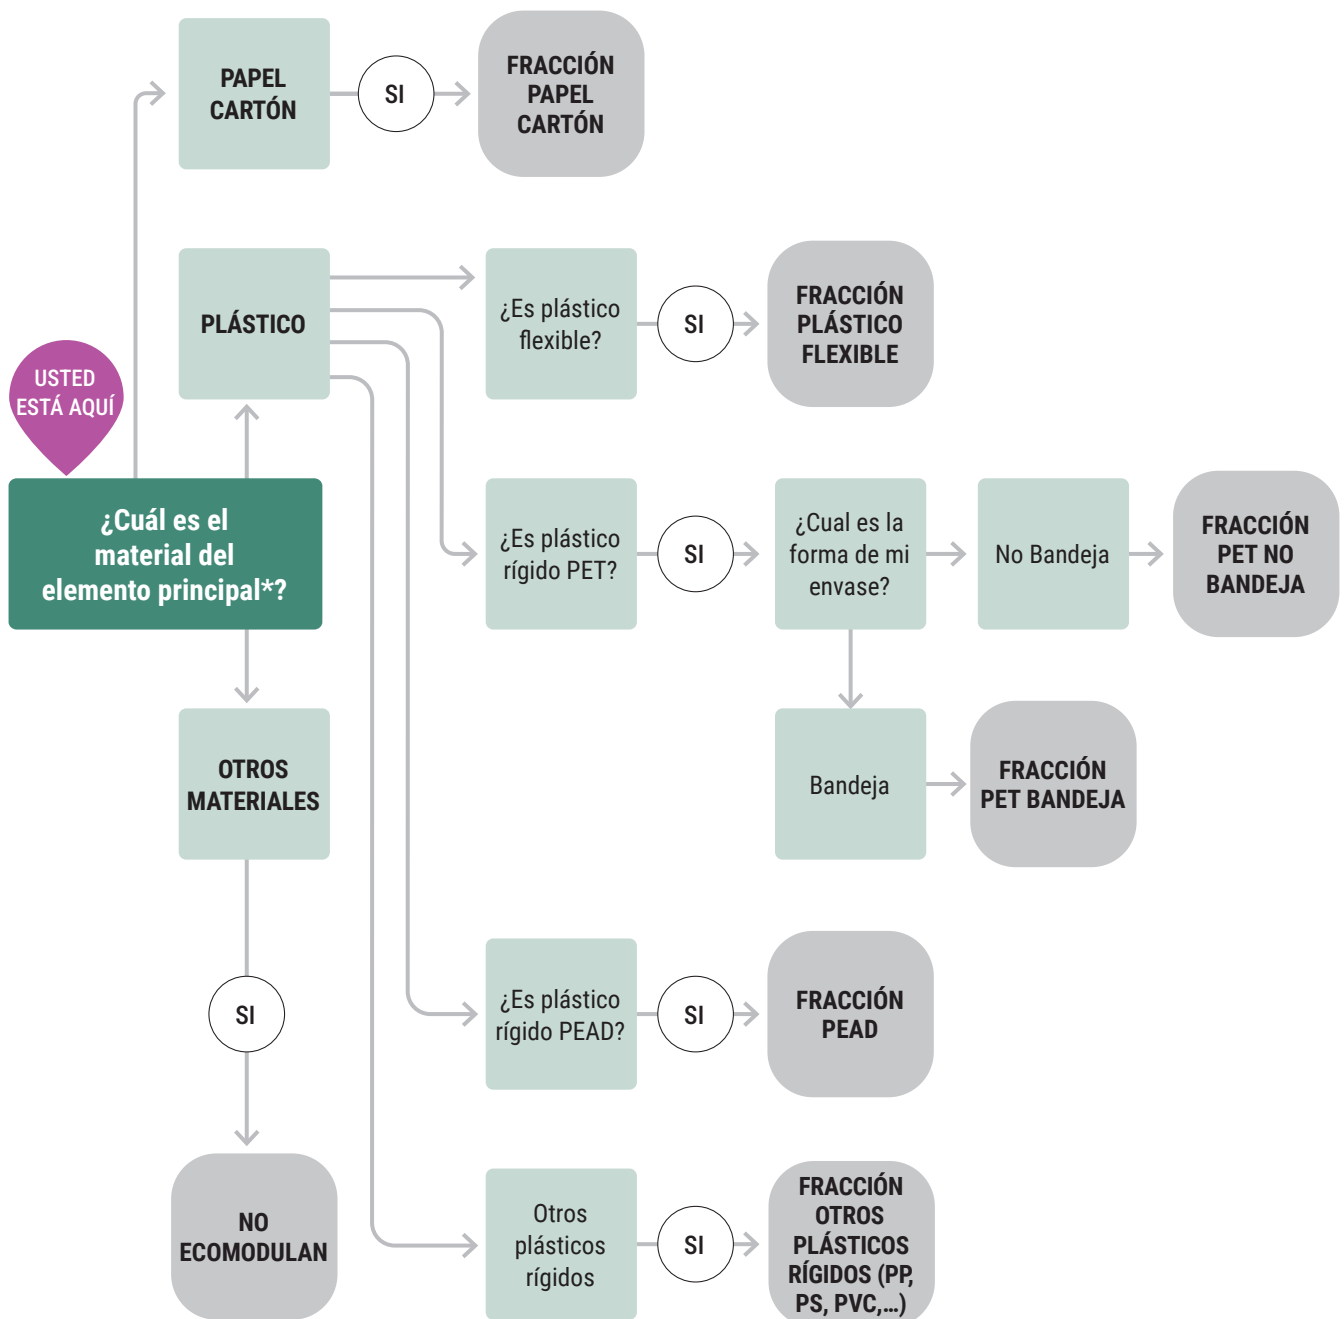 PAPEL
CARTÓN
SI
FRACCIÓN
PAPEL
CARTÓN
PLÁSTICO
¿Es plástico
flexible?
SI
FRACCIÓN
PLÁSTICO
FLEXIBLE
USTED
ESTÁ AQUÍ
¿Cuál es el
material del
elemento principal*?
¿Es plástico
rígido PET?
SI
¿Cual es la
forma de mi
envase?
No Bandeja
FRACCIÓN
PET NO
BANDEJA
OTROS
MATERIALES
Bandeja
FRACCIÓN
PET BANDEJA
SI
¿Es plástico
rígido PEAD?
SI
FRACCIÓN
PEAD
NO
ECOMODULAN
Otros
plásticos
rígidos
SI
FRACCIÓN
OTROS
PLÁSTICOS
RÍGIDOS (PP,
PS, PVC,...)